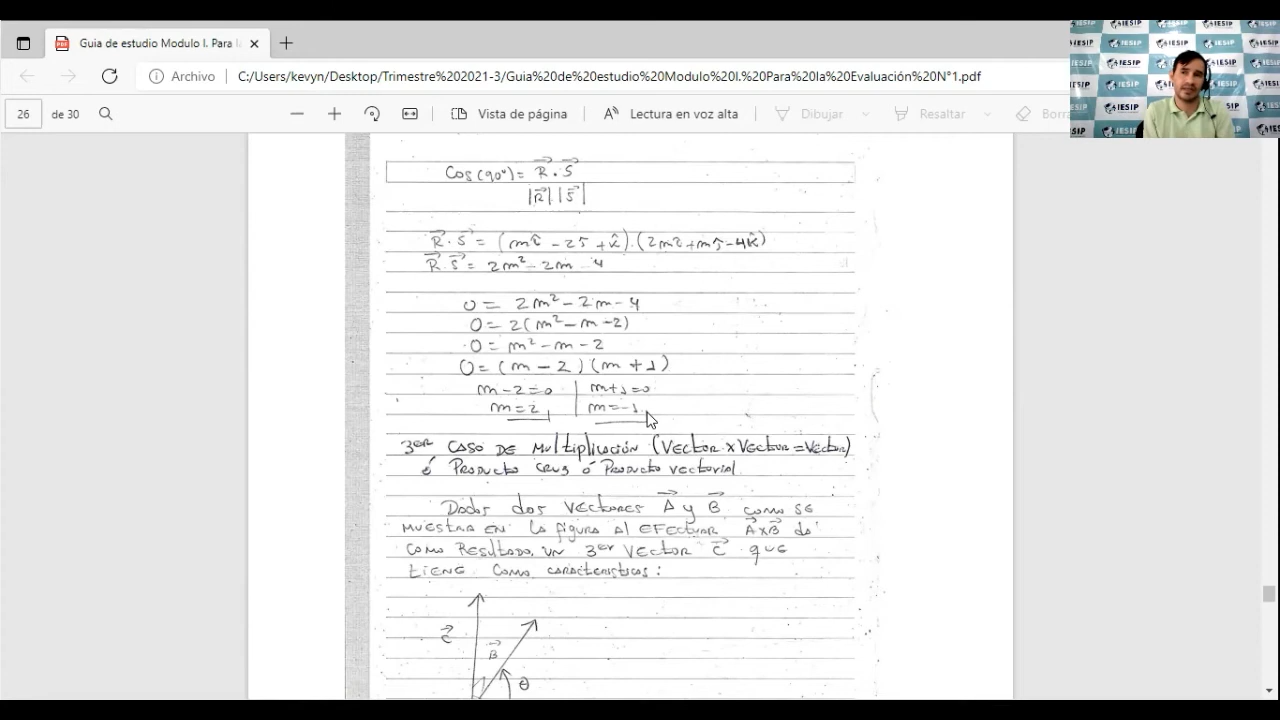 Guia de estudio Modulo I. Para la
Archivo
C:/Users/kevyn/Desktop/Trimestre%202022-3/Guia%20de%20estudio%20Modulo%20I.%20Para%20la%20Evaluación%20N°1.pdf
26 de 30
Vista de página
Lectura en voz alta
Dibujar
Resaltar
Borra
IESIP
Cos(90°) = R⃗ . S⃗
|R⃗|.|S⃗|
R⃗.S⃗ = (mî - 2ĵ + k̂).(2mî + mĵ - 4k̂)
R⃗.S⃗ = 2m² - 2m - 4
0 = 2m² - 2m - 4
0 = 2(m² - m - 2)
0 = m² - m - 2
0 = (m - 2)(m + 1)
m - 2 = 0 | m + 1 = 0
m = 2 | m = -1
3er CASO DE Multiplicación (Vector x Vector = Vector)
ó Producto cruz ó Producto vectorial.
Dados dos vectores A⃗ y B⃗ como se
muestra en la figura al efectuar A⃗xB⃗ da
como Resultado un 3er Vector C⃗ que
tiene como características:
C⃗
B⃗
θ